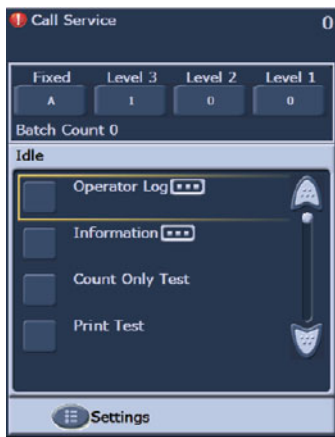 Call Service 0
Fixed Level 3 Level 2 Level 1
A 1 0 0
Batch Count 0
Idle
Operator Log
Information
Count Only Test
Print Test
Settings